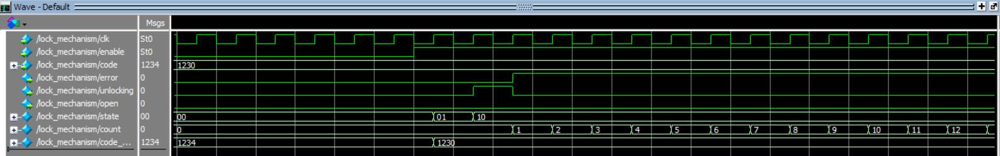 Wave - Default
Msgs
/lock_mechanism/clk St0
/lock_mechanism/enable St0
/lock_mechanism/code 1234 1230
/lock_mechanism/error 0
/lock_mechanism/unlocking 0
/lock_mechanism/open 0
/lock_mechanism/state 00 00 01 10
/lock_mechanism/count 0 0 1 2 3 4 5 6 7 8 9 10 11 12
/lock_mechanism/code_... 1234 1234 1230